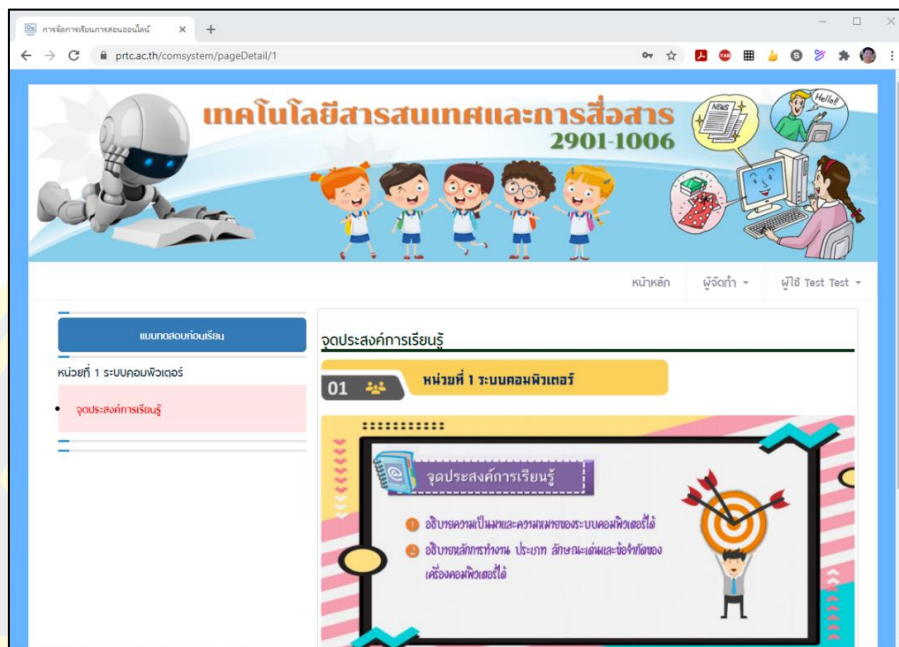 การจัดการเรียนการสอนออนไลน์
prtc.ac.th/comsystem/pageDetail/1
เทคโนโลยีสารสนเทศและการสื่อสาร
2901-1006
NEWS
Hello!
หน้าหลัก ผู้จัดทำ ผู้ใช้ Test Test
แบบทดสอบก่อนเรียน
หน่วยที่ 1 ระบบคอมพิวเตอร์
จุดประสงค์การเรียนรู้
จุดประสงค์การเรียนรู้
01 หน่วยที่ 1 ระบบคอมพิวเตอร์
จุดประสงค์การเรียนรู้
1 อธิบายความเป็นมาและความหมายของระบบคอมพิวเตอร์ได้
2 อธิบายหลักการทำงาน ประเภท ลักษณะเด่นและข้อจำกัดของ
เครื่องคอมพิวเตอร์ได้